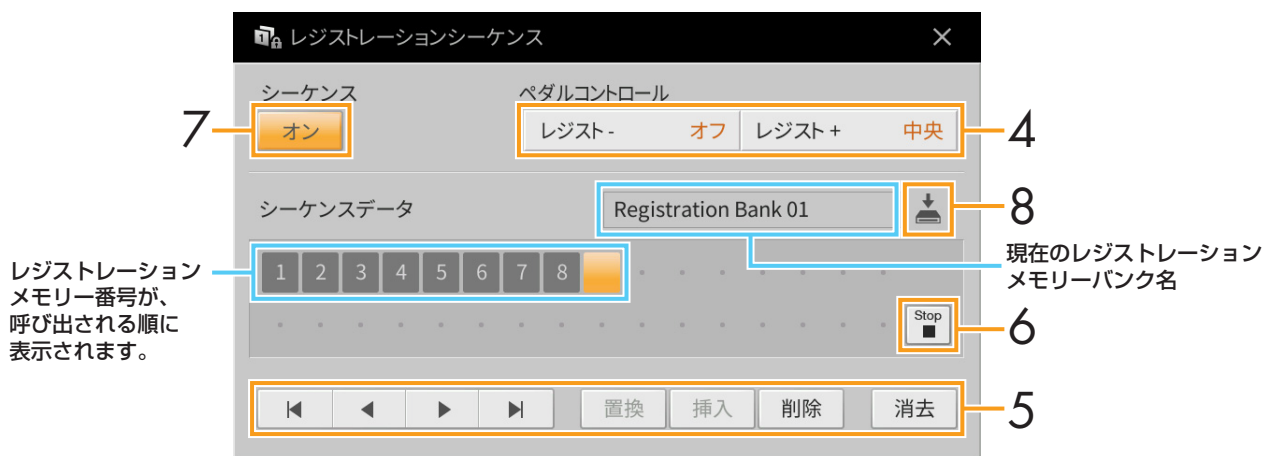 レジストレーションシーケンス
シーケンス
ペダルコントロール
7
オン
レジスト - オフ レジスト + 中央
4
シーケンスデータ
Registration Bank 01
8
レジストレーション
メモリー番号が、
呼び出される順に
表示されます。
1 2 3 4 5 6 7 8
現在のレジストレーション
メモリーバンク名
Stop
6
置換 挿入 削除 消去
5